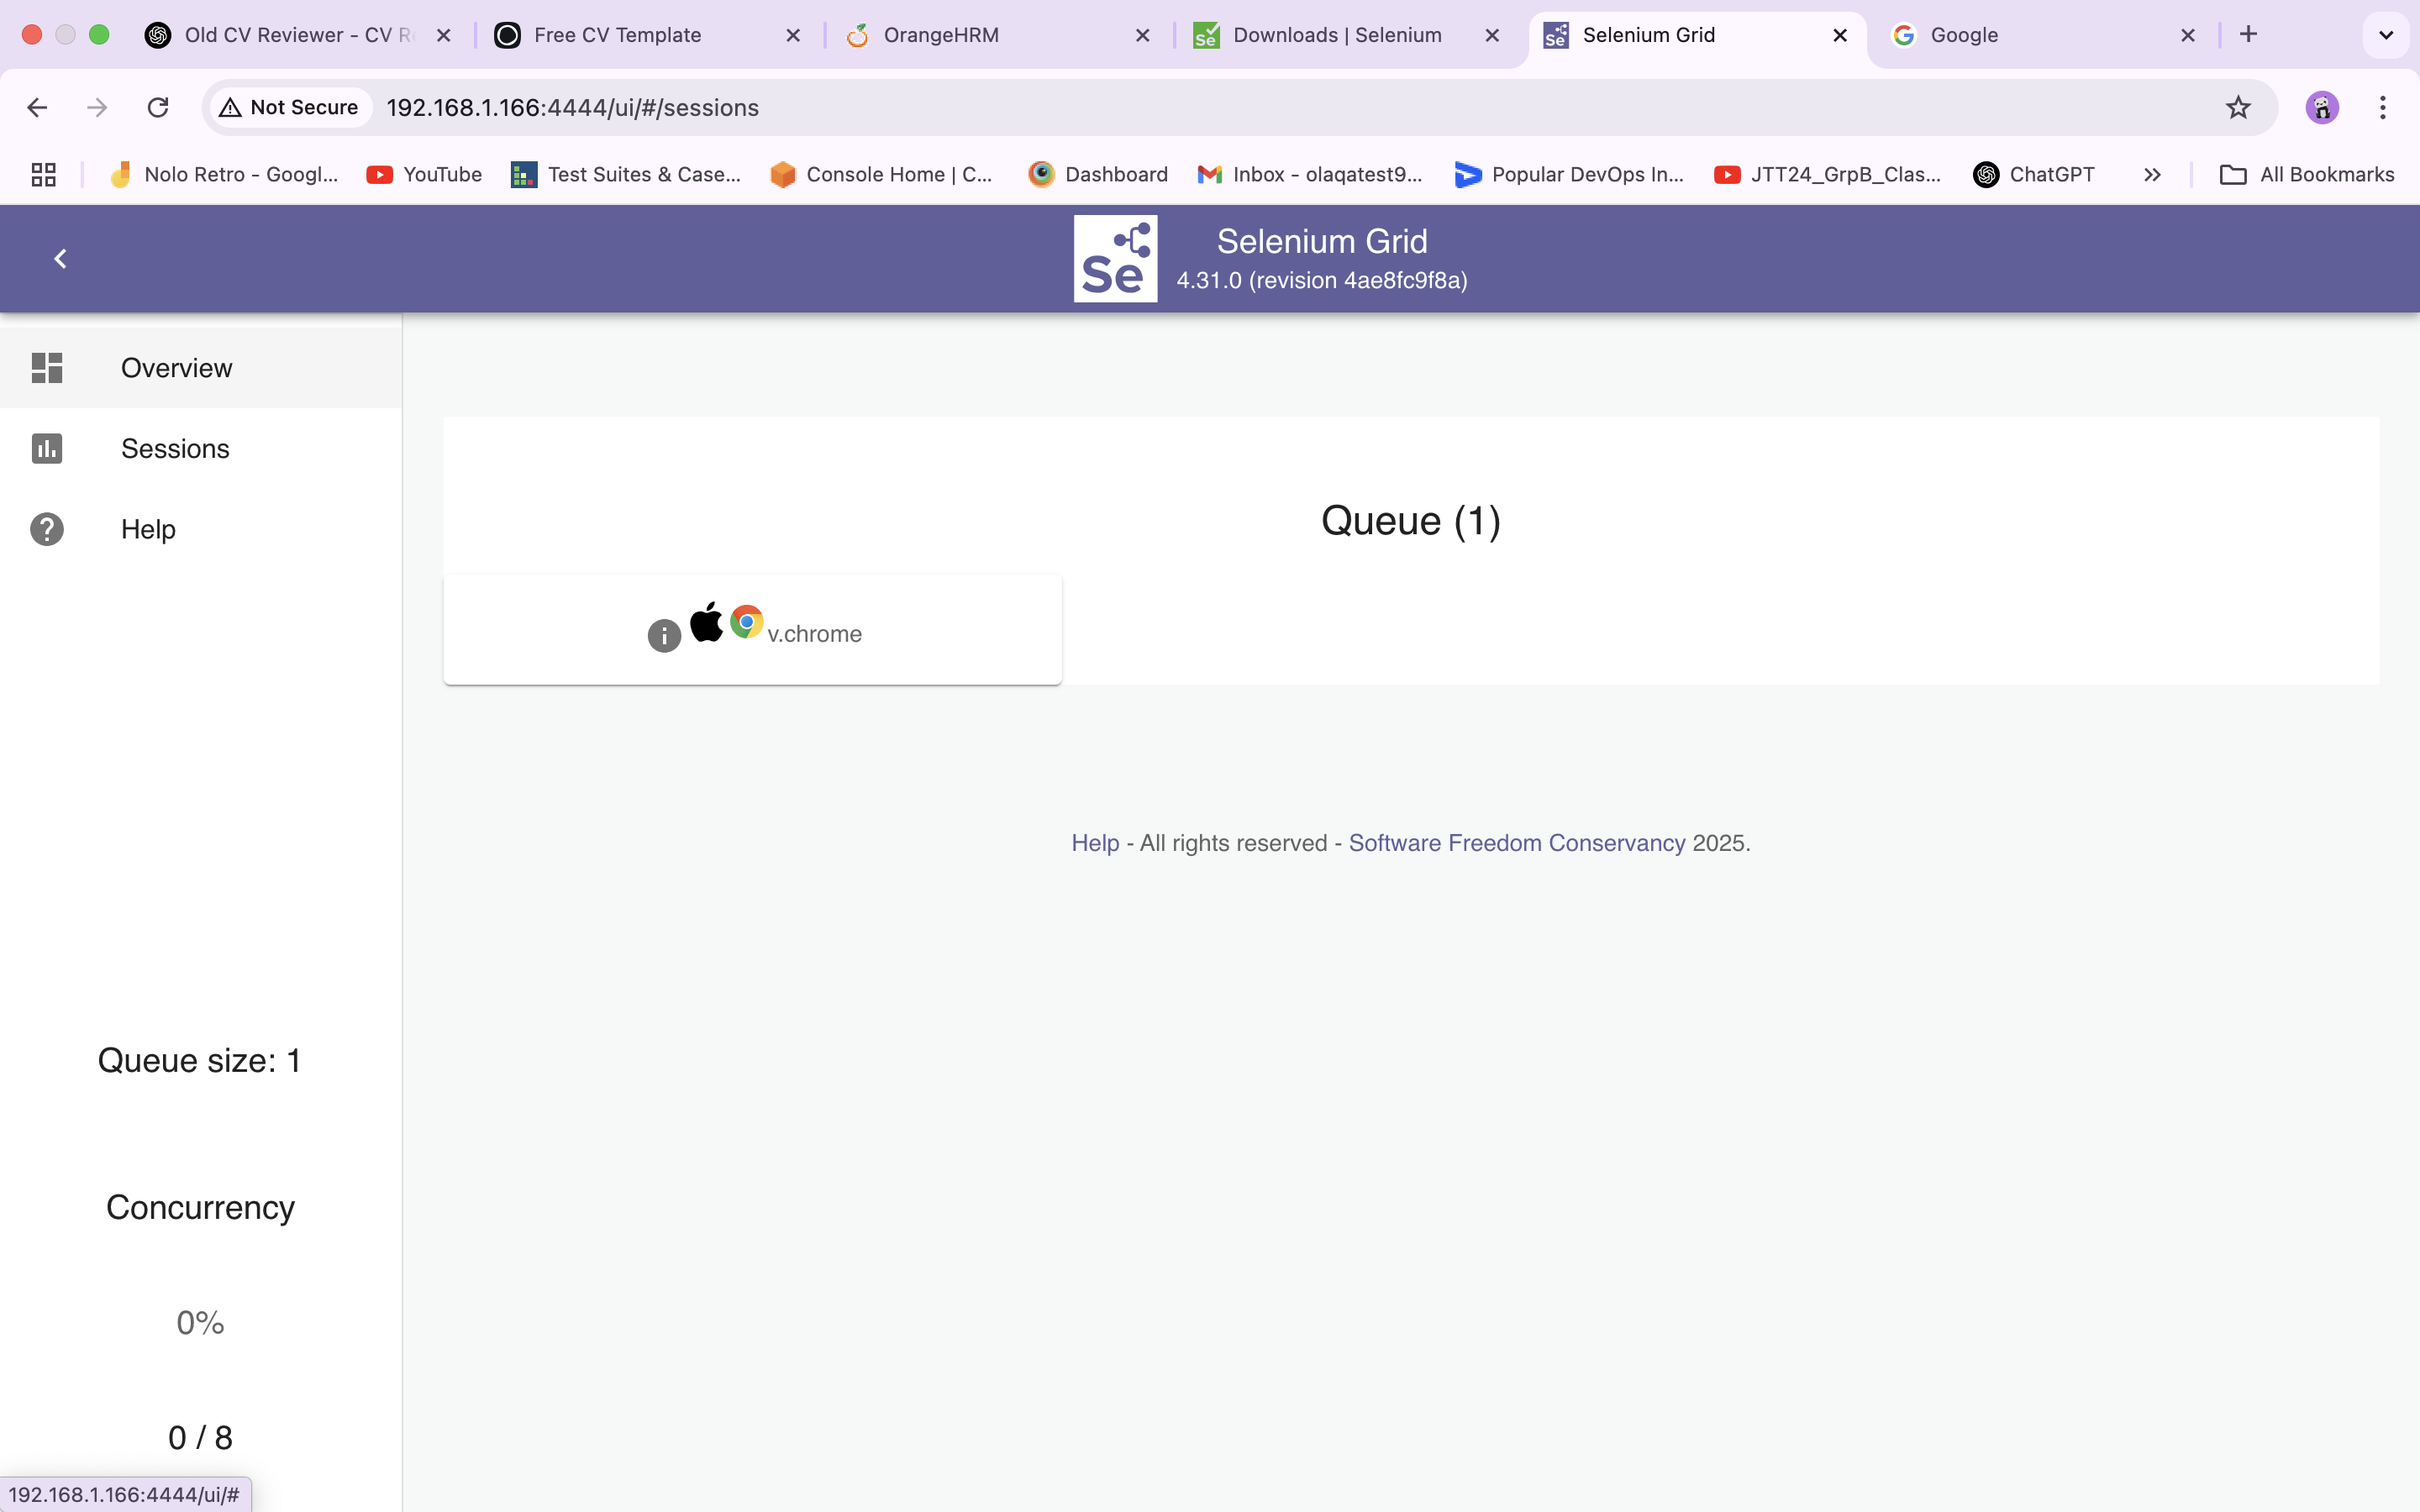 Old CV Reviewer - CV Re
Free CV Template
OrangeHRM
Downloads | Selenium
Selenium Grid
Google
Not Secure
192.168.1.166:4444/ui/#/sessions
Nolo Retro - Googl...
YouTube
Test Suites & Case...
Console Home | C...
Dashboard
Inbox - olaqatest9...
Popular DevOps In...
JTT24_GrpB_Clas...
ChatGPT
All Bookmarks
Se
Selenium Grid
4.31.0 (revision 4ae8fc9f8a)
Overview
Sessions
Help
Queue (1)
v.chrome
Help - All rights reserved - Software Freedom Conservancy 2025.
Queue size: 1
Concurrency
0%
0 / 8
192.168.1.166:4444/ui/#